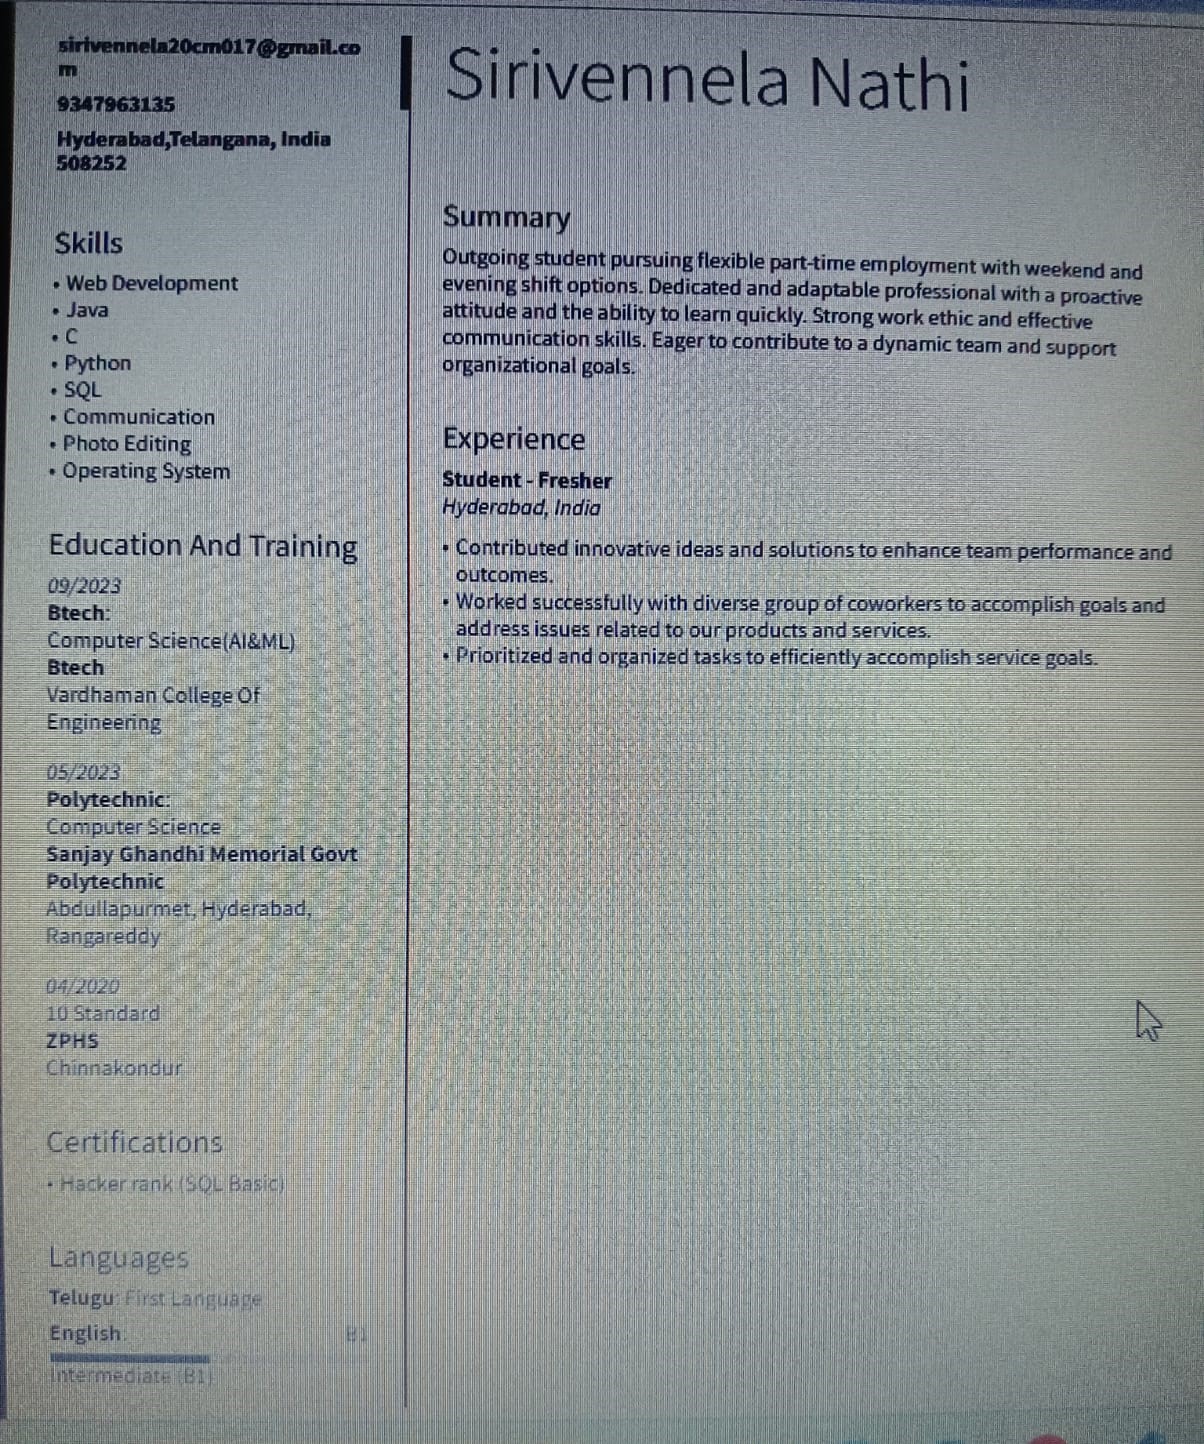 sirivennela20cm017@gmail.co
m
9347963135
Hyderabad,Telangana, India
508252
Skills
• Web Development
• Java
• C
• Python
• SQL
• Communication
• Photo Editing
• Operating System
Education And Training
09/2023
Btech:
Computer Science(AI&ML)
Btech
Vardhaman College Of
Engineering
05/2023
Polytechnic:
Computer Science
Sanjay Ghandhi Memorial Govt
Polytechnic
Abdullapurmet, Hyderabad,
Rangareddy
04/2020
10 Standard
ZPHS
Chinnakondur
Certifications
• Hacker rank (SQL Basic)
Languages
Telugu: First Language
English: B1
Intermediate (B1)
Sirivennela Nathi
Summary
Outgoing student pursuing flexible part-time employment with weekend and
evening shift options. Dedicated and adaptable professional with a proactive
attitude and the ability to learn quickly. Strong work ethic and effective
communication skills. Eager to contribute to a dynamic team and support
organizational goals.
Experience
Student - Fresher
Hyderabad, India
• Contributed innovative ideas and solutions to enhance team performance and
outcomes.
• Worked successfully with diverse group of coworkers to accomplish goals and
address issues related to our products and services.
• Prioritized and organized tasks to efficiently accomplish service goals.